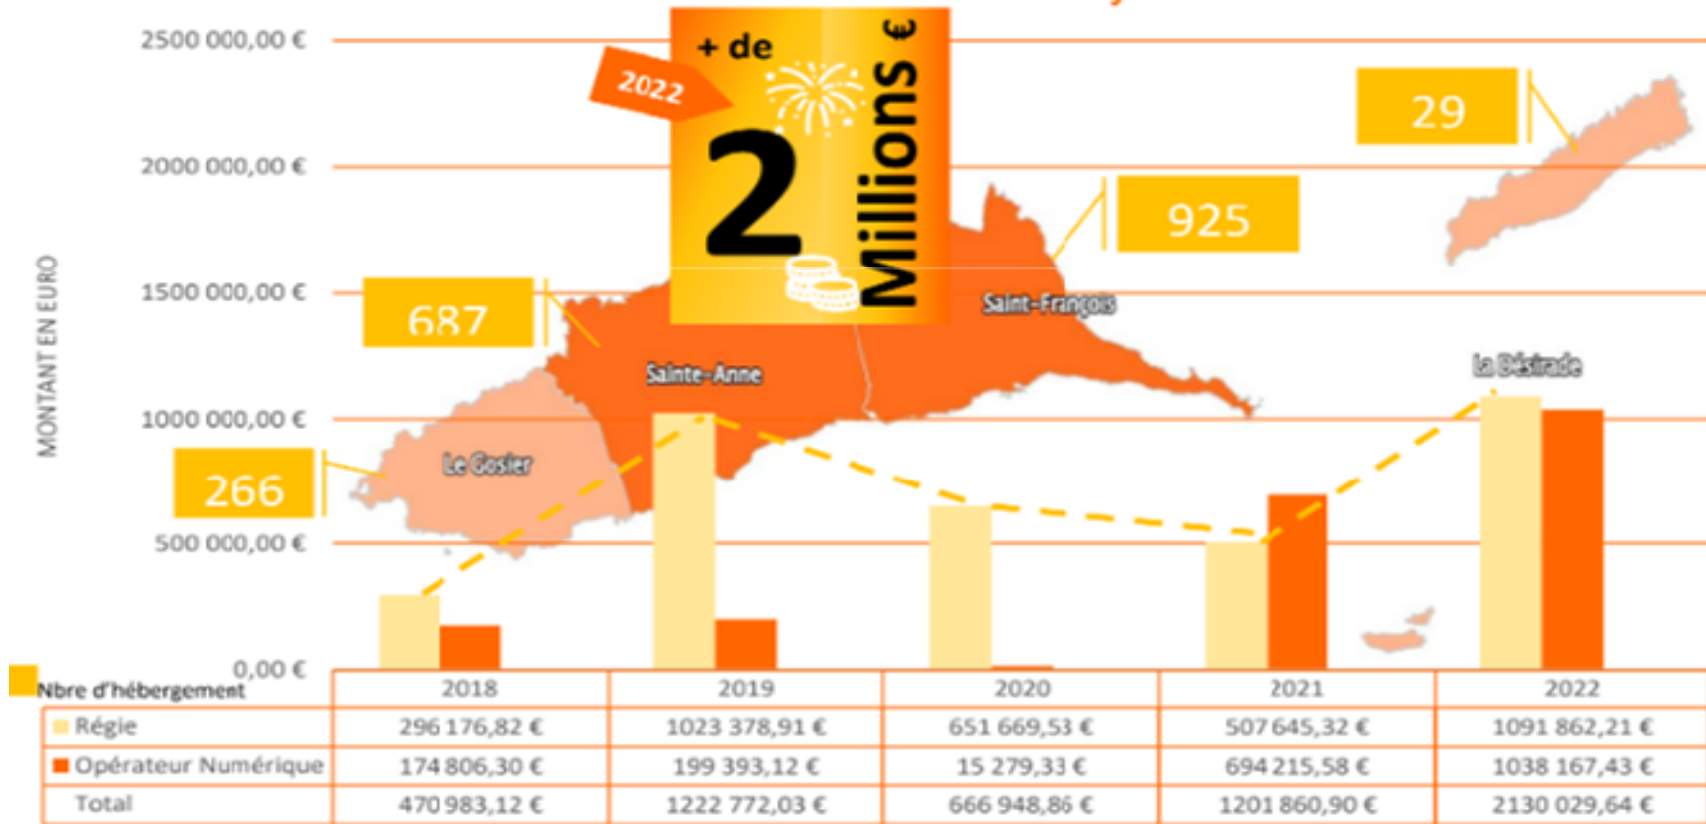 2500 000,00 €
2000 000,00 €
1500 000,00 €
1000 000,00 €
500 000,00 €
0,00 €
MONTANT EN EURO
2022
+ de
2
Millions €
29
925
687
266
Saint-François
Sainte-Anne
La Désirade
Le Gosier
Nbre d'hébergement
2018 2019 2020 2021 2022
Régie 296 176,82 € 1023 378,91 € 651 669,53 € 507 645,32 € 1091 862,21 €
Opérateur Numérique 174 806,30 € 199 393,12 € 15 279,33 € 694 215,58 € 1038 167,43 €
Total 470 983,12 € 1222 772,03 € 666 948,86 € 1201 860,90 € 2130 029,64 €